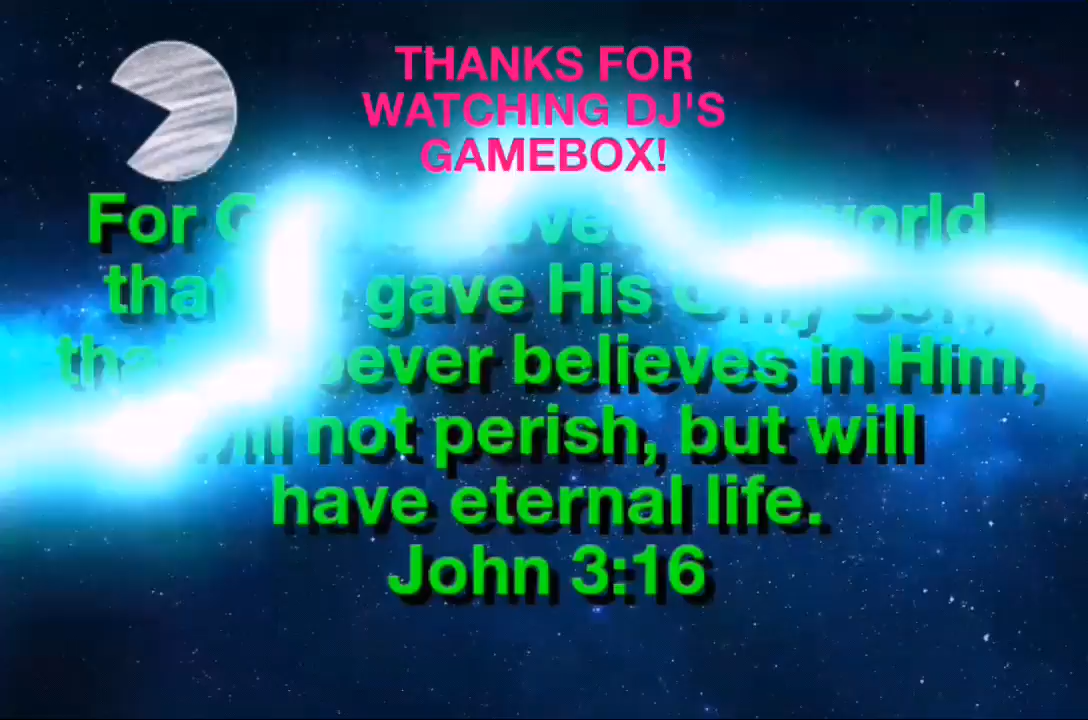 THANKS FOR
WATCHING DJ'S
GAMEBOX!
For world
that gave His
believes in Him,
not perish, but will
have eternal life.
John 3:16